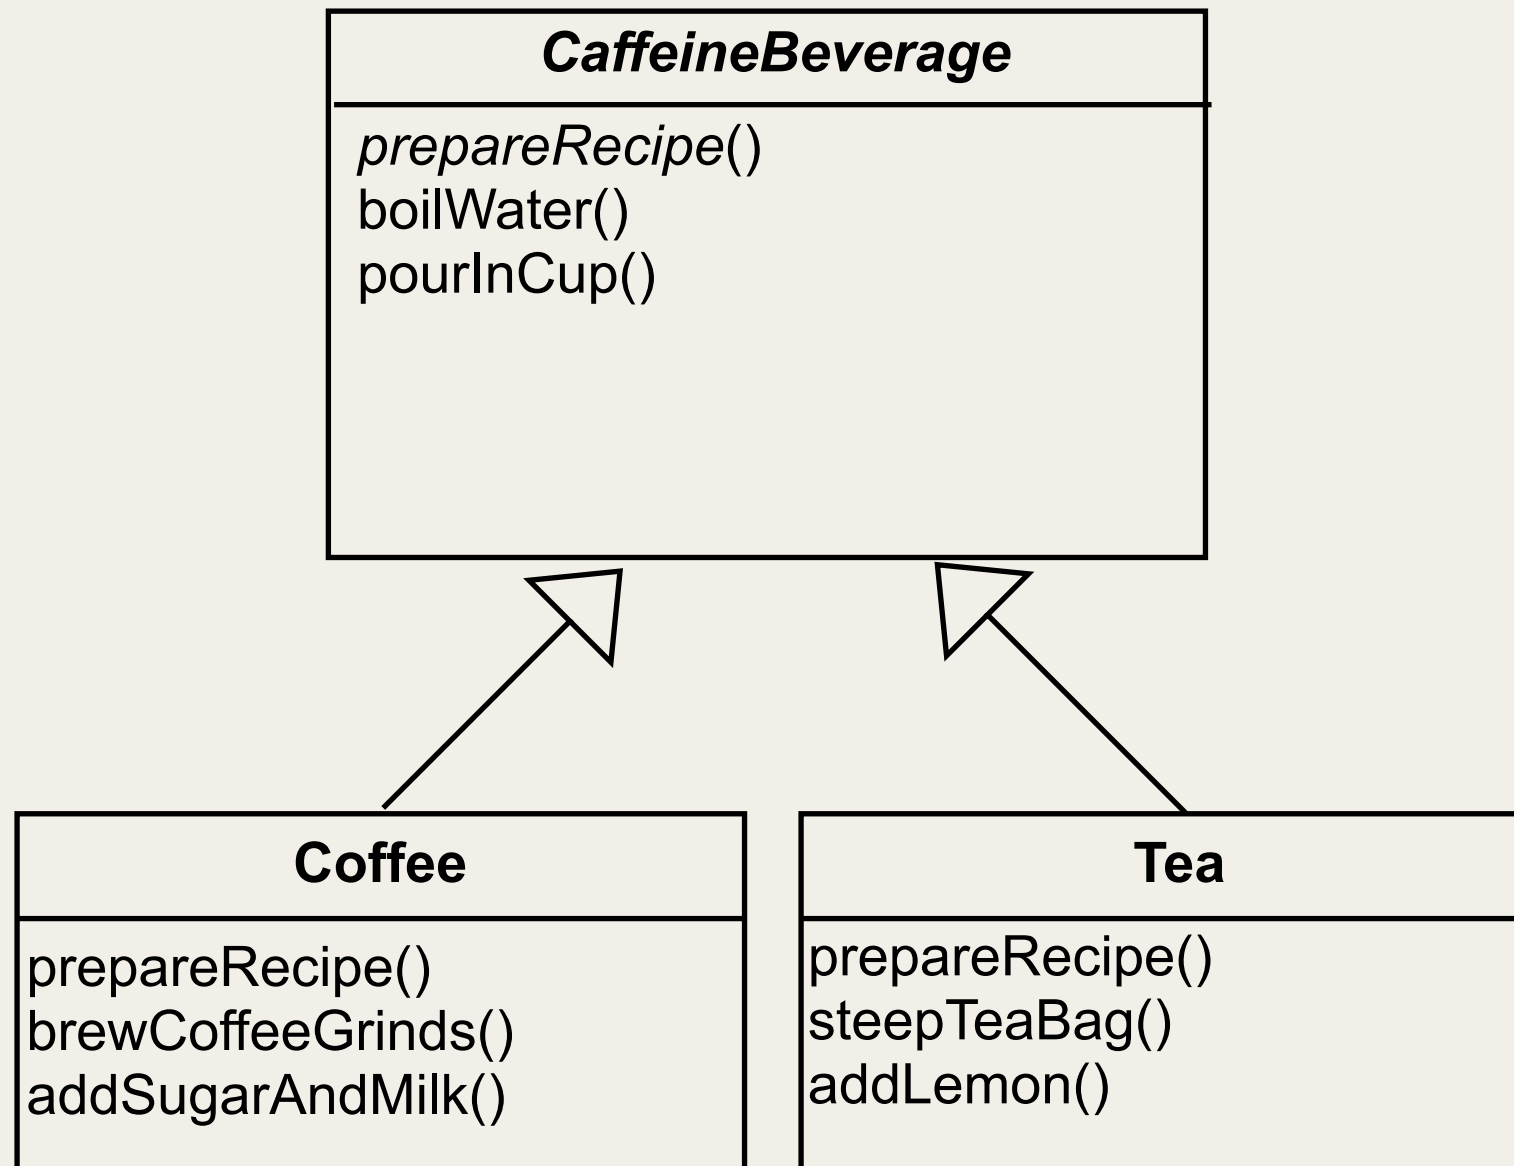 CaffeineBeverage
prepareRecipe()
boilWater()
pourInCup()
Coffee
prepareRecipe()
brewCoffeeGrinds()
addSugarAndMilk()
Tea
prepareRecipe()
steepTeaBag()
addLemon()